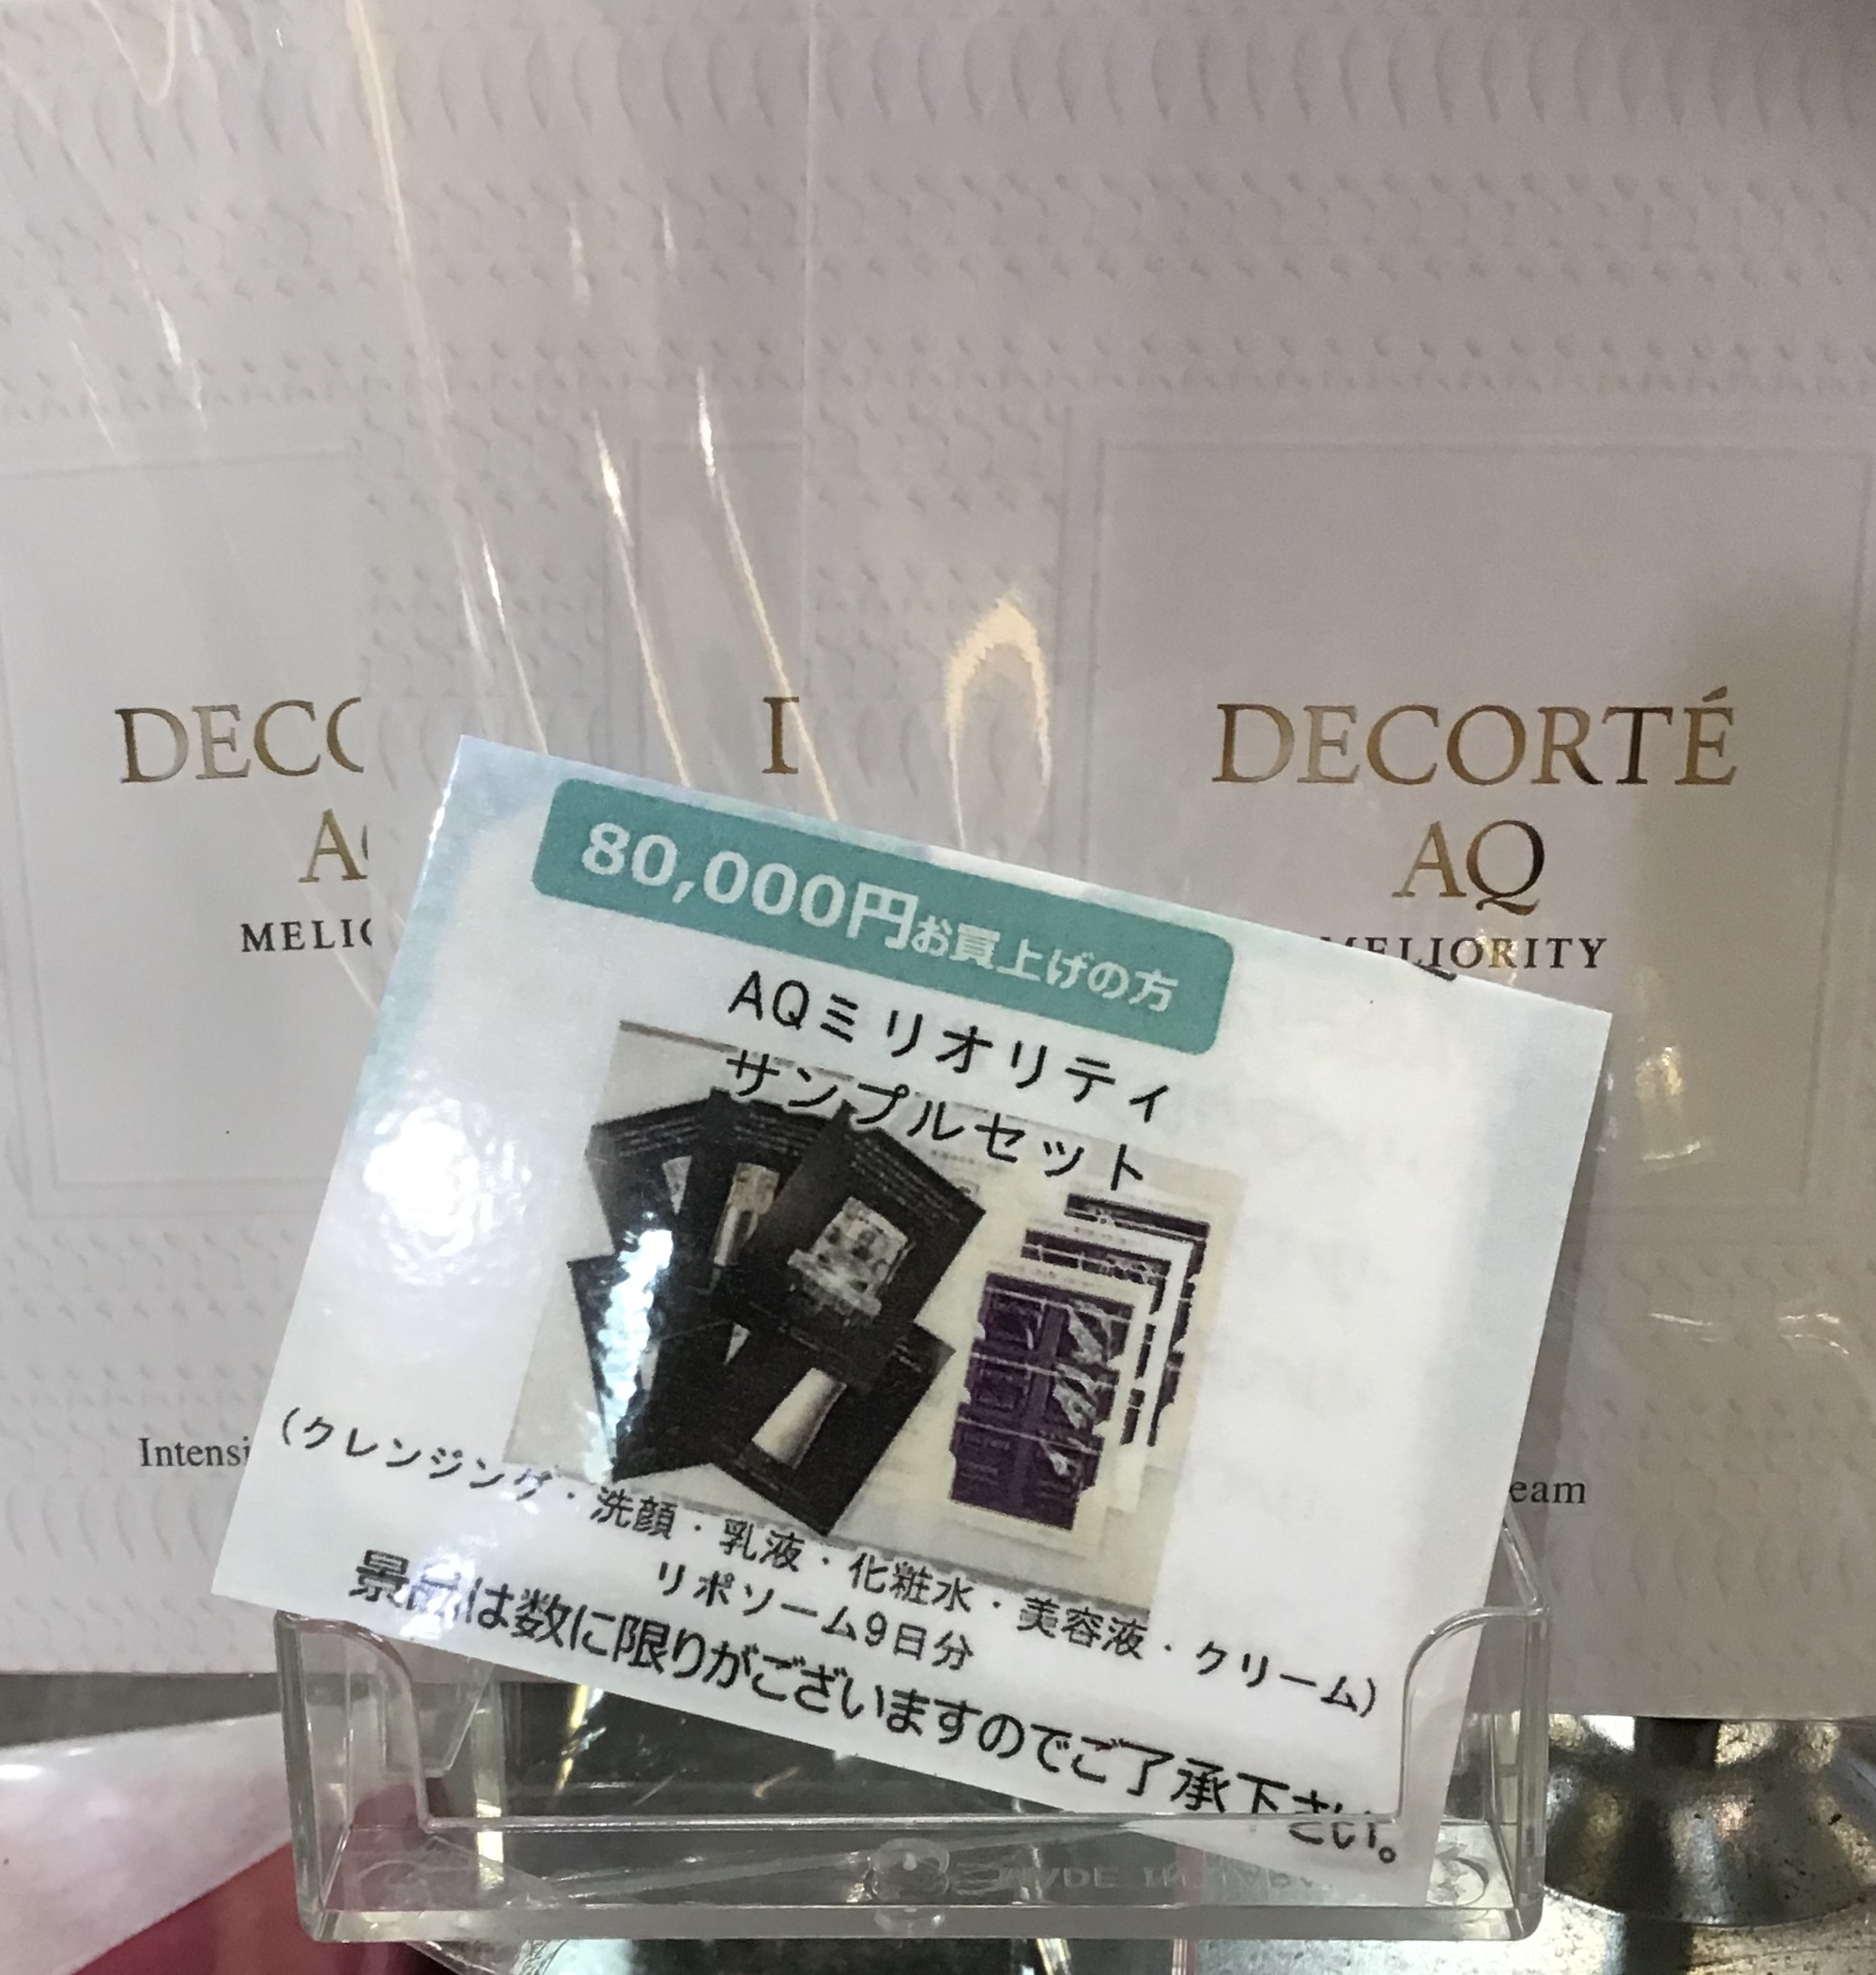 DECO
A
MELIO
Intensi
D
DECORTÉ
AQ
MELIORITY
eam
80,000円お買上げの方
AQミリオリティ
サンプルセット
(クレンジング・洗顔・乳液・化粧水・美容液・クリーム)
リポソーム9日分
景品は数に限りがございますのでご了承下さい。